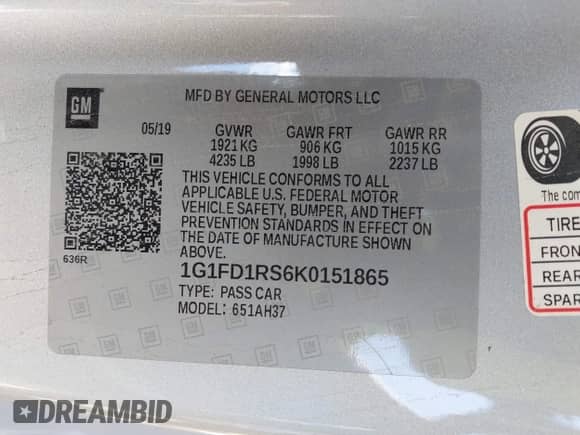 GM
MFD BY GENERAL MOTORS LLC
05/19 GVWR GAWR FRT GAWR RR
1921 KG 906 KG 1015 KG
4235 LB 1998 LB 2237 LB
THIS VEHICLE CONFORMS TO ALL
APPLICABLE U.S. FEDERAL MOTOR
VEHICLE SAFETY, BUMPER, AND THEFT
PREVENTION STANDARDS IN EFFECT ON
THE DATE OF MANUFACTURE SHOWN
ABOVE.
636R
1G1FD1RS6K0151865
TYPE: PASS CAR
MODEL: 651AH37
The com
TIRE
FRON
REAR
SPAR
DREAMBID